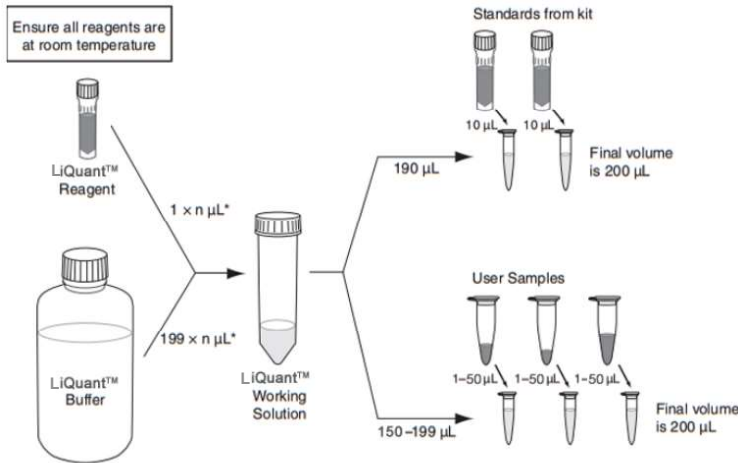 Ensure all reagents are
at room temperature
LiQuant™
Reagent
1 × n µL*
199 × n µL*
LiQuant™
Buffer
LiQuant™
Working
Solution
Standards from kit
10 µL
10 µL
190 µL
Final volume
is 200 µL
User Samples
1–50µL
1–50 µL
1–50 µL
150–199 µL
Final volume
is 200 µL